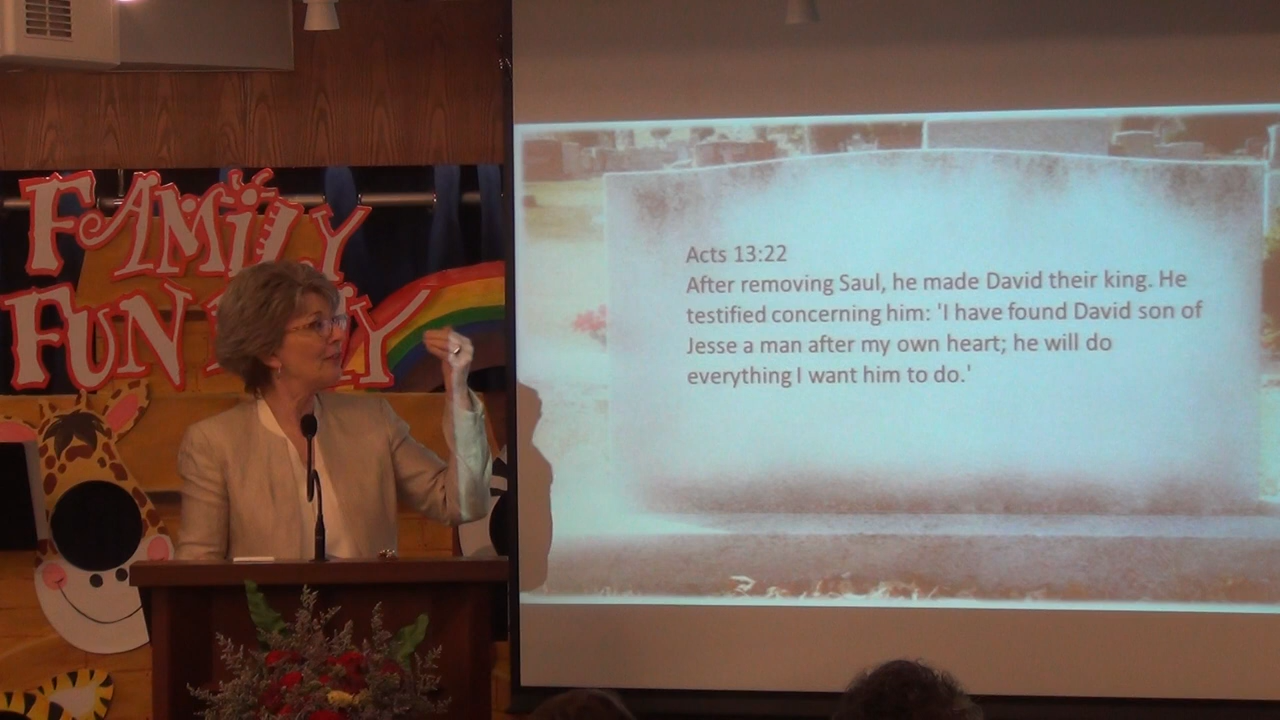 FAMILY
FUN DAY
Acts 13:22
After removing Saul, he made David their king. He
testified concerning him: 'I have found David son of
Jesse a man after my own heart; he will do
everything I want him to do.'